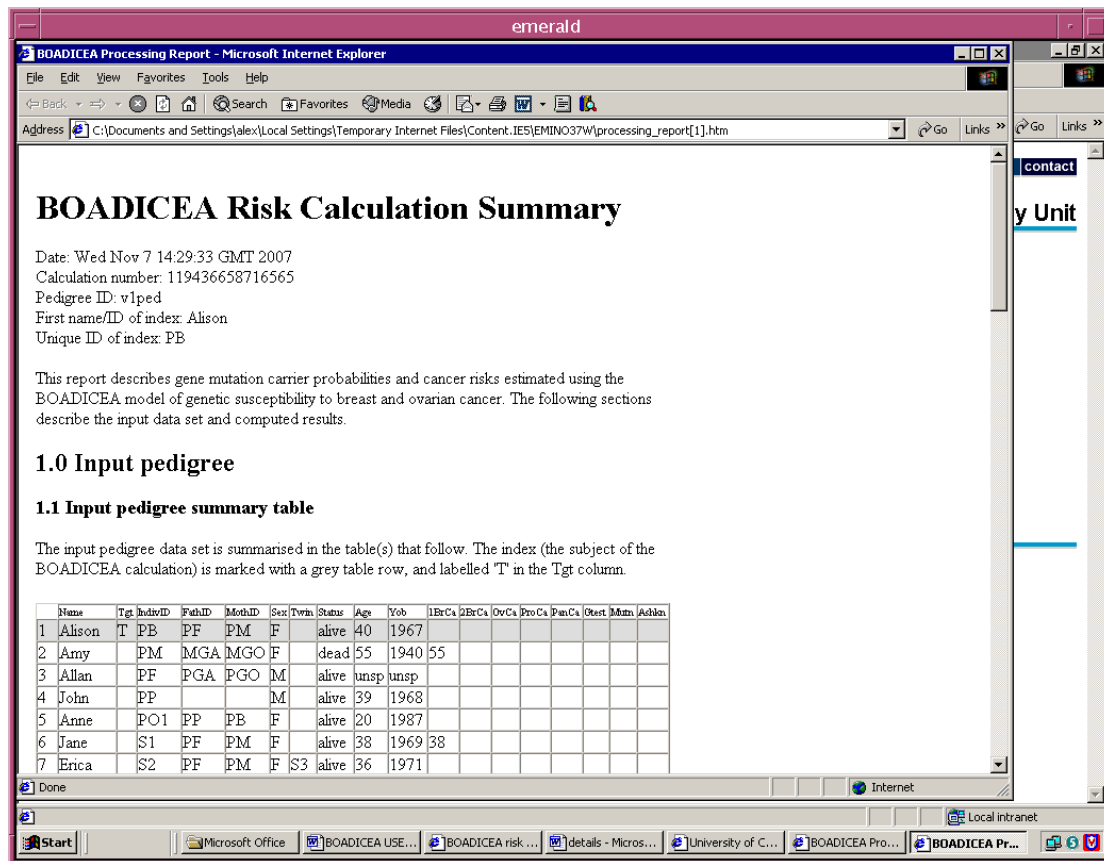 emerald
BOADICEA Processing Report - Microsoft Internet Explorer
File Edit View Favorites Tools Help
Back Search Favorites Media
Address C:\Documents and Settings\alex\Local Settings\Temporary Internet Files\Content.IE5\EMINO37W\processing_report[1].htm Go Links » Go Links »
contact
y Unit
BOADICEA Risk Calculation Summary
Date: Wed Nov 7 14:29:33 GMT 2007
Calculation number: 119436658716565
Pedigree ID: v1ped
First name/ID of index: Alison
Unique ID of index: PB
This report describes gene mutation carrier probabilities and cancer risks estimated using the
BOADICEA model of genetic susceptibility to breast and ovarian cancer. The following sections
describe the input data set and computed results.
1.0 Input pedigree
1.1 Input pedigree summary table
The input pedigree data set is summarised in the table(s) that follow. The index (the subject of the
BOADICEA calculation) is marked with a grey table row, and labelled 'T' in the Tgt column.
Name Tgt IndivID FathID MothID Sex Twin Status Age Yob 1BrCa 2BrCa OvCa ProCa PanCa Gtest Mutn Ashkn
1 Alison T PB PF PM F alive 40 1967
2 Amy PM MGA MGO F dead 55 1940 55
3 Allan PF PGA PGO M alive unsp unsp
4 John PP M alive 39 1968
5 Anne PO1 PP PB F alive 20 1987
6 Jane S1 PF PM F alive 38 1969 38
7 Erica S2 PF PM F S3 alive 36 1971
Done Internet
Local intranet
Start Microsoft Office BOADICEA USE... BOADICEA risk ... details - Micros... University of C... BOADICEA Pro... BOADICEA Pr...